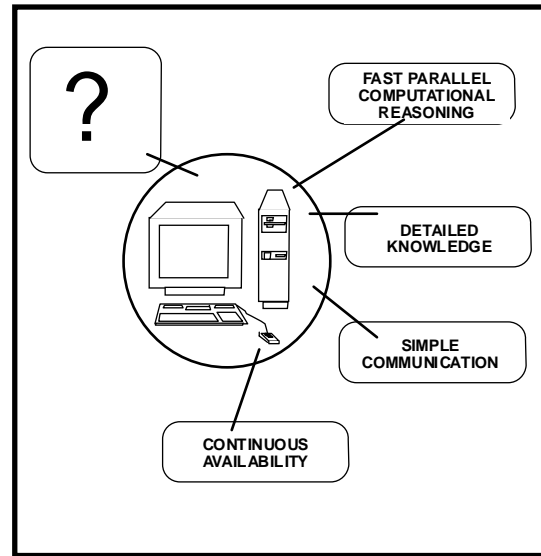 ?
FAST PARALLEL
COMPUTATIONAL
REASONING
DETAILED
KNOWLEDGE
SIMPLE
COMMUNICATION
CONTINUOUS
AVAILABILITY